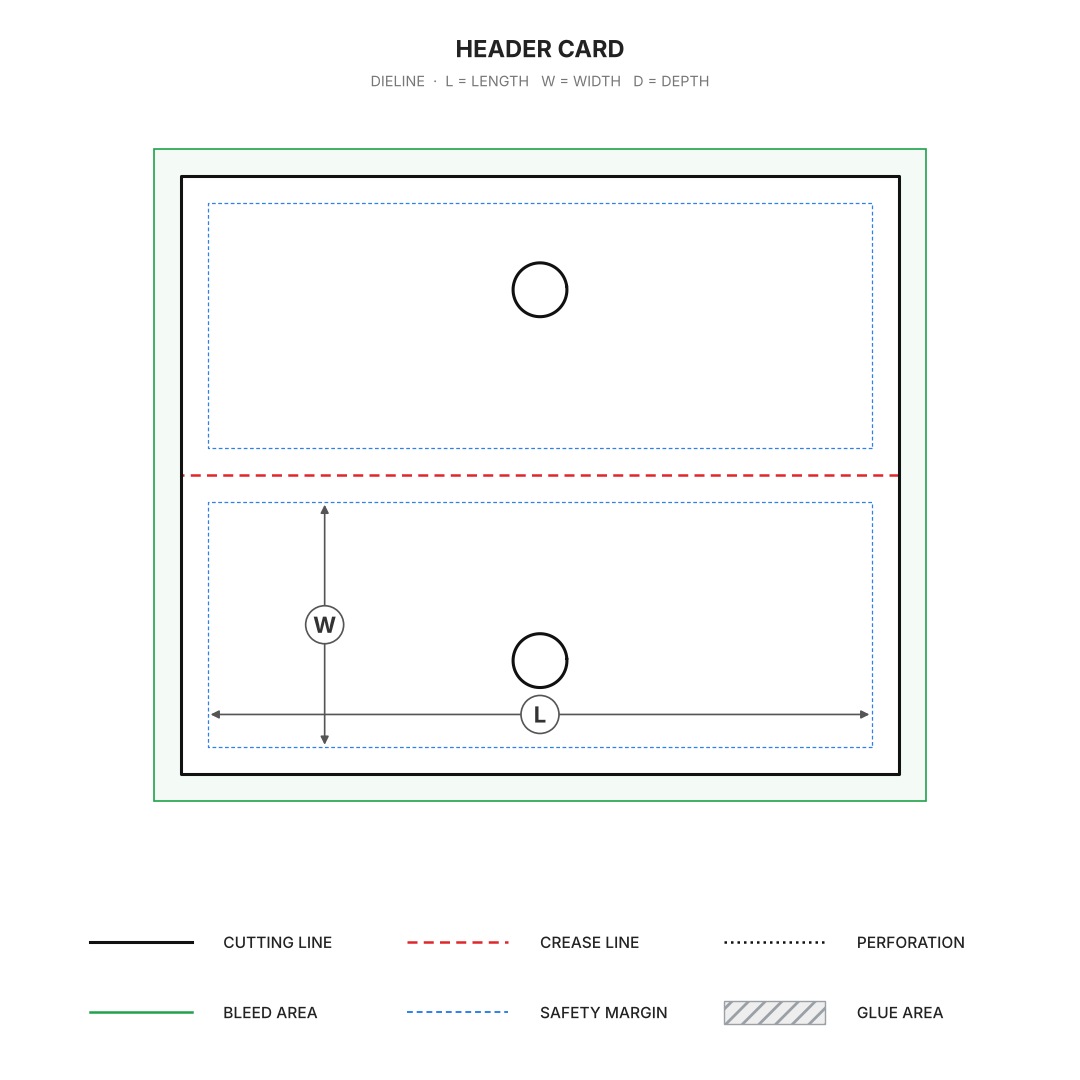 HEADER CARD
DIELINE · L = LENGTH W = WIDTH D = DEPTH
W
L
CUTTING LINE
CREASE LINE
PERFORATION
BLEED AREA
SAFETY MARGIN
GLUE AREA